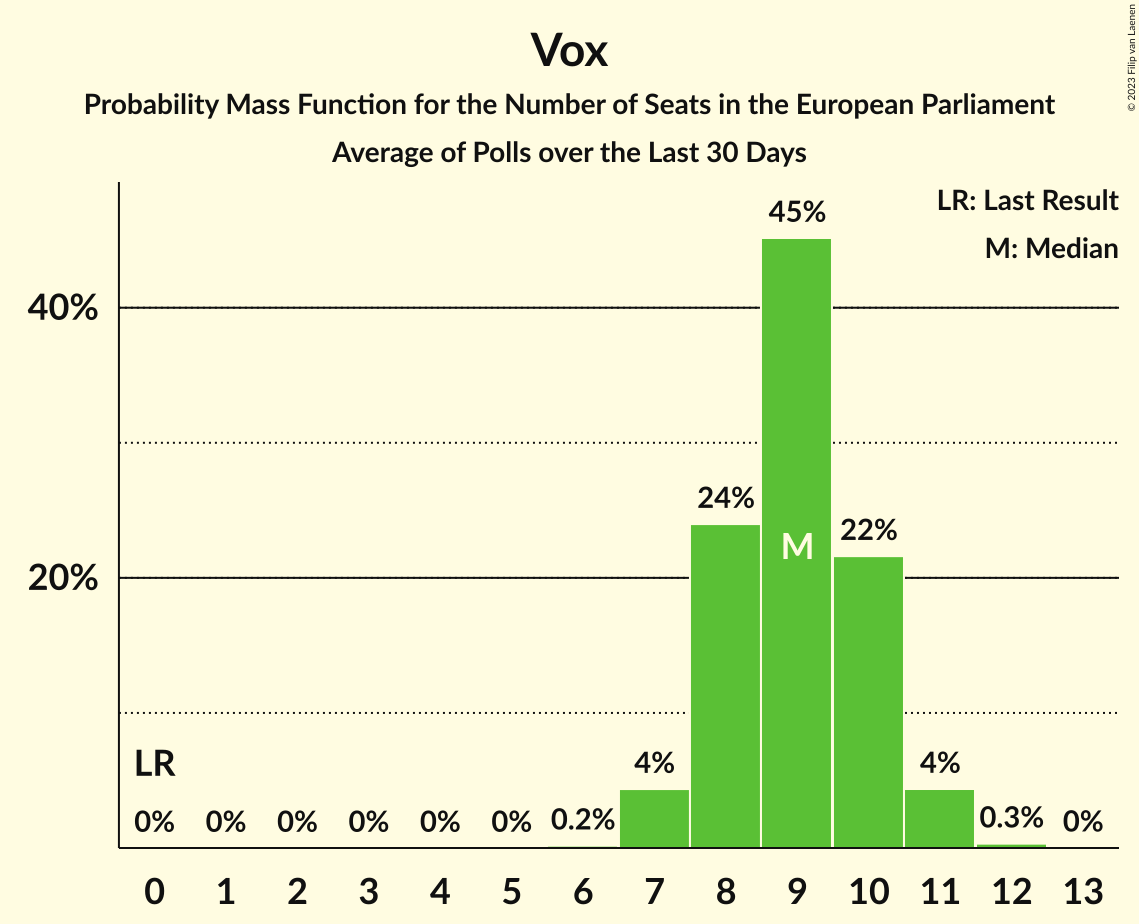 Vox
Probability Mass Function for the Number of Seats in the European Parliament
Average of Polls over the Last 30 Days
© 2023 Filip van Laenen
LR: Last Result
M: Median
45%
40%
24%
22%
M
20%
LR
4%
4%
0% 0% 0% 0% 0% 0% 0.2% 0.3% 0%
0 1 2 3 4 5 6 7 8 9 10 11 12 13